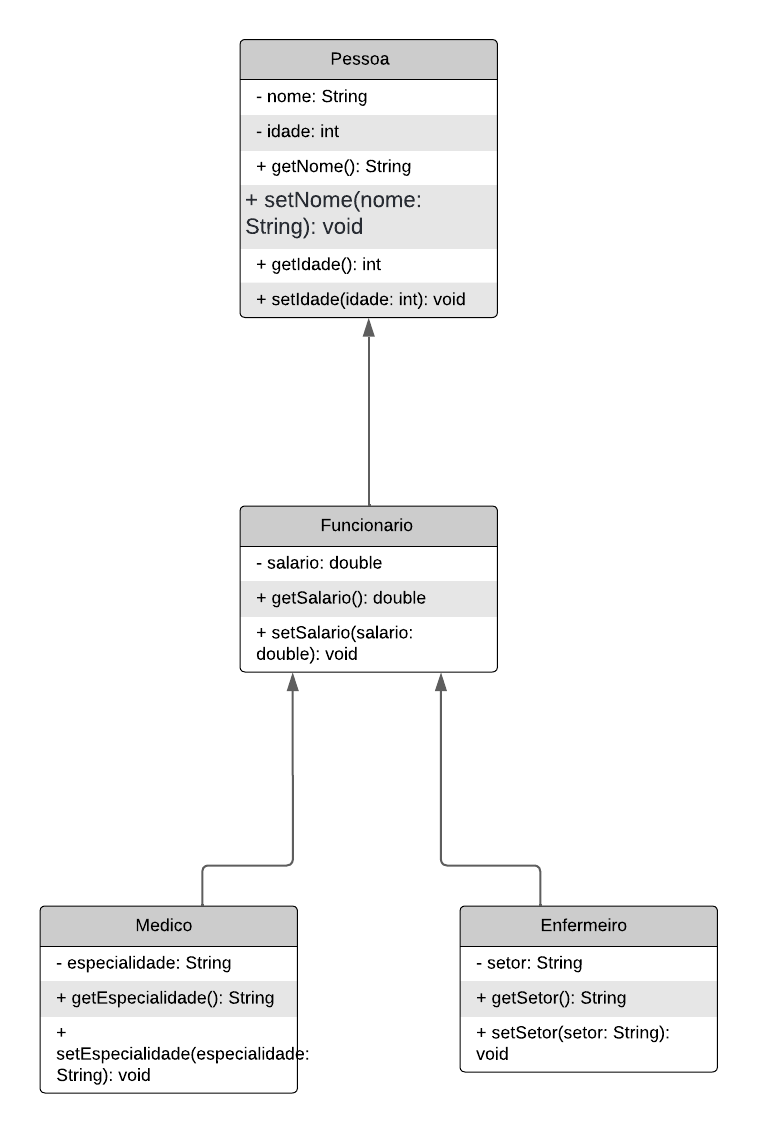 Pessoa
- nome: String
- idade: int
+ getNome(): String
+ setNome(nome:
String): void
+ getIdade(): int
+ setIdade(idade: int): void
Funcionario
- salario: double
+ getSalario(): double
+ setSalario(salario:
double): void
Medico
- especialidade: String
+ getEspecialidade(): String
+
setEspecialidade(especialidade:
String): void
Enfermeiro
- setor: String
+ getSetor(): String
+ setSetor(setor: String):
void